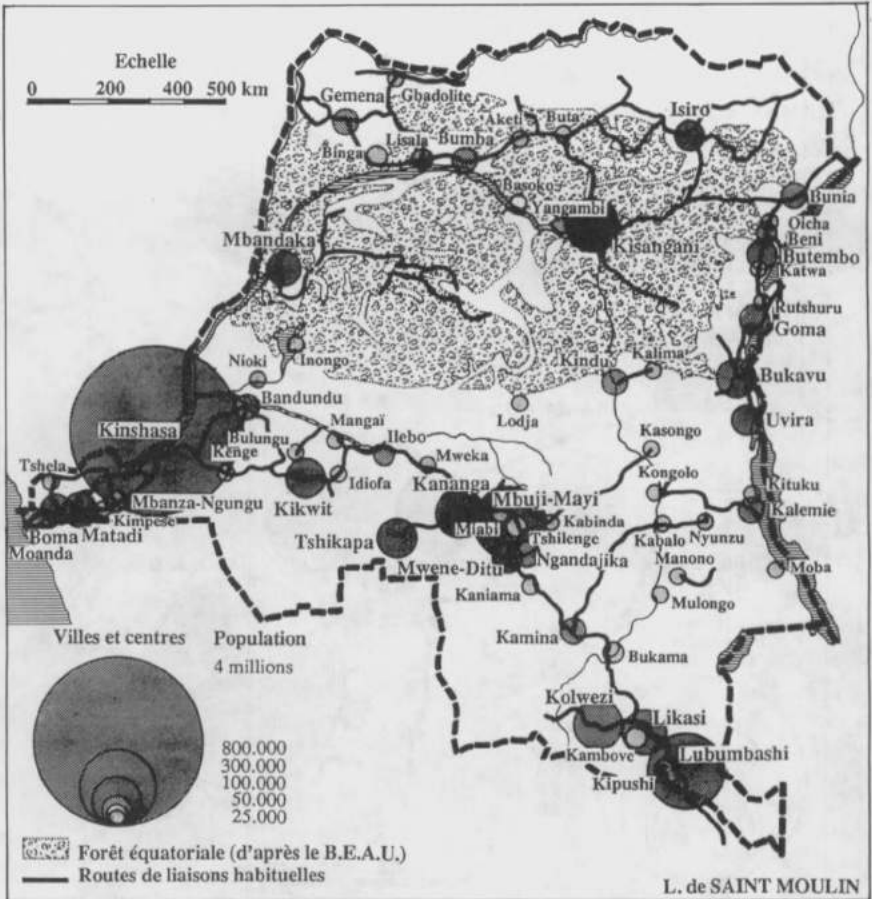 Echelle
0 200 400 500 km
Gbadolite
Gemena
Aketi
Buta
Isiro
Binga
Lisala
Bumba
Basoko
Yangambi
Bunia
Kisangani
Oicha
Beni
Butembo
Katwa
Mbandaka
Rutshuru
Goma
Nioki
Inongo
Kindu
Kalima
Bukavu
Bandundu
Lodja
Kinshasa
Uvira
Bulungu
Mangaï
Ilebo
Kenge
Mweka
Kasongo
Tshela
Idiofa
Kananga
Kongolo
Kituku
Mbanza-Ngungu
Kikwit
Mbuji-Mayi
Kalemie
Kimpese
Miabi
Kabinda
Kabalo
Nyunzu
Boma
Matadi
Tshikapa
Tshilenge
Moanda
Ngandajika
Manono
Mwene-Ditu
Moba
Kaniama
Mulongo
Kamina
Bukama
Villes et centres
Population
4 millions
Kolwezi
Likasi
Kambove
Lubumbashi
Kipushi
800.000
300.000
100.000
50.000
25.000
Forêt équatoriale (d'après le B.E.A.U.)
Routes de liaisons habituelles
L. de SAINT MOULIN